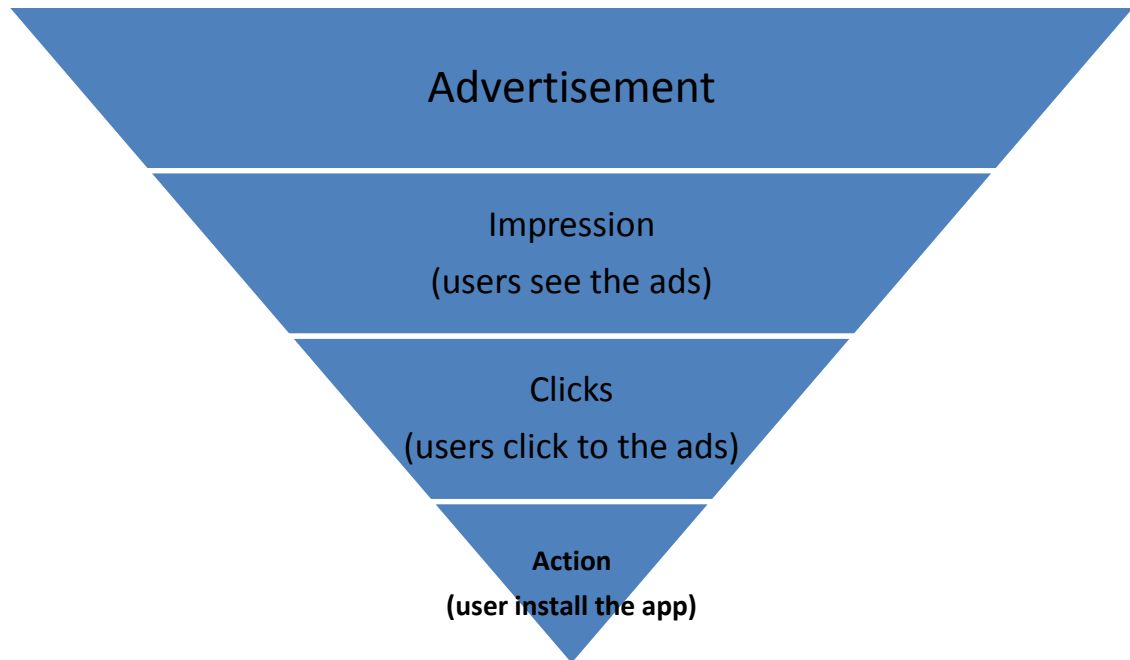 Advertisement
Impression
(users see the ads)
Clicks
(users click to the ads)
Action
(user install the app)